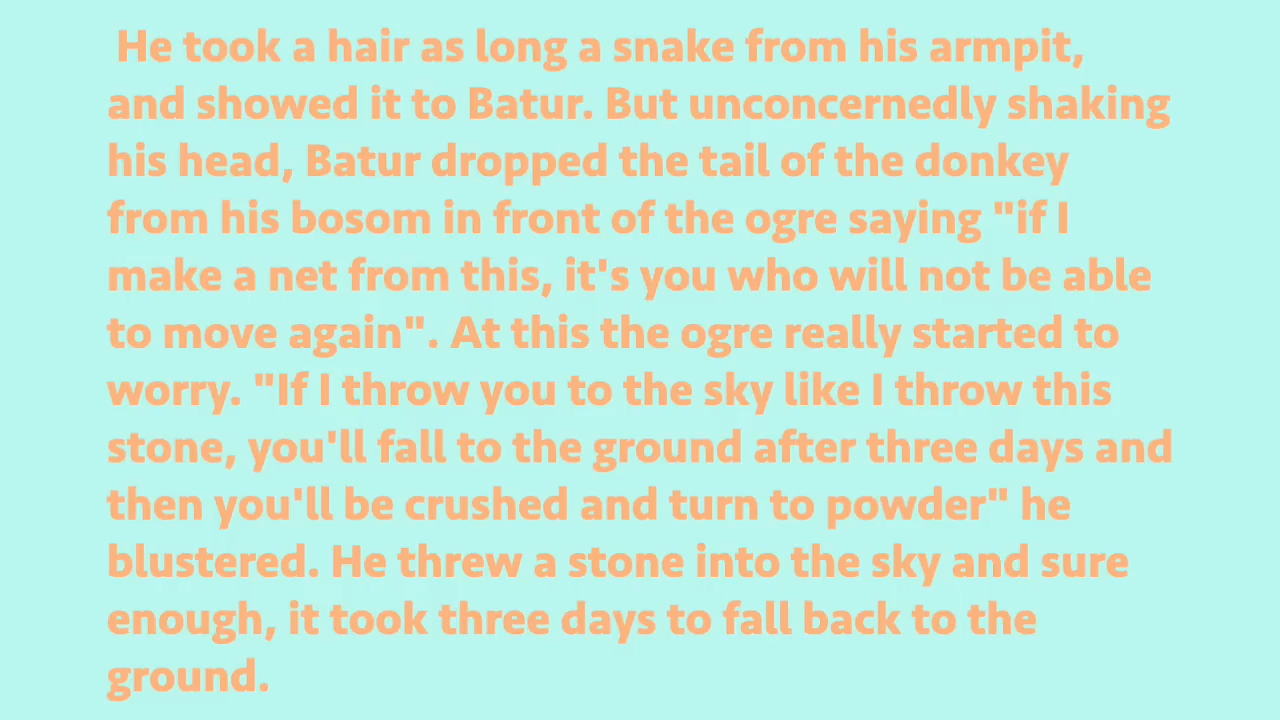 He took a hair as long a snake from his armpit,
and showed it to Batur. But unconcernedly shaking
his head, Batur dropped the tail of the donkey
from his bosom in front of the ogre saying "if I
make a net from this, it's you who will not be able
to move again". At this the ogre really started to
worry. "If I throw you to the sky like I throw this
stone, you'll fall to the ground after three days and
then you'll be crushed and turn to powder" he
blustered. He threw a stone into the sky and sure
enough, it took three days to fall back to the
ground.